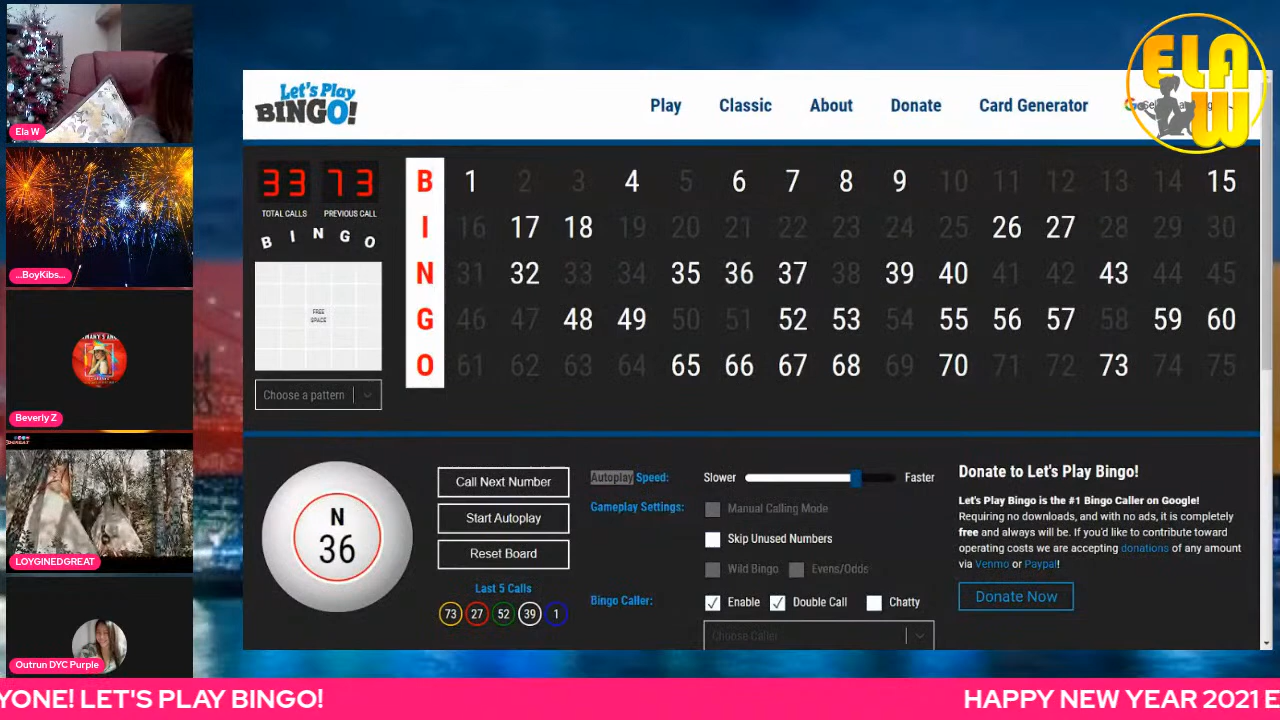 Ela W
...BoyKibs...
Beverly Z
LOYGINEDGREAT
Outrun DYC Purple
Let's Play
BINGO!
Play Classic About Donate Card Generator
ELA
W
33 73
TOTAL CALLS PREVIOUS CALL
B I N G O
FREE
SPACE
Choose a pattern
B 1 2 3 4 5 6 7 8 9 10 11 12 13 14 15
I 16 17 18 19 20 21 22 23 24 25 26 27 28 29 30
N 31 32 33 34 35 36 37 38 39 40 41 42 43 44 45
G 46 47 48 49 50 51 52 53 54 55 56 57 58 59 60
O 61 62 63 64 65 66 67 68 69 70 71 72 73 74 75
N
36
Call Next Number
Start Autoplay
Reset Board
Last 5 Calls
73 27 52 39 1
Autoplay Speed: Slower Faster
Gameplay Settings: Manual Calling Mode
Skip Unused Numbers
Wild Bingo Evens/Odds
Bingo Caller: Enable Double Call Chatty
Choose Caller
Donate to Let's Play Bingo!
Let's Play Bingo is the #1 Bingo Caller on Google!
Requiring no downloads, and with no ads, it is completely
free and always will be. If you'd like to contribute toward
operating costs we are accepting donations of any amount
via Venmo or Paypal!
Donate Now
YONE! LET'S PLAY BINGO! HAPPY NEW YEAR 2021 E